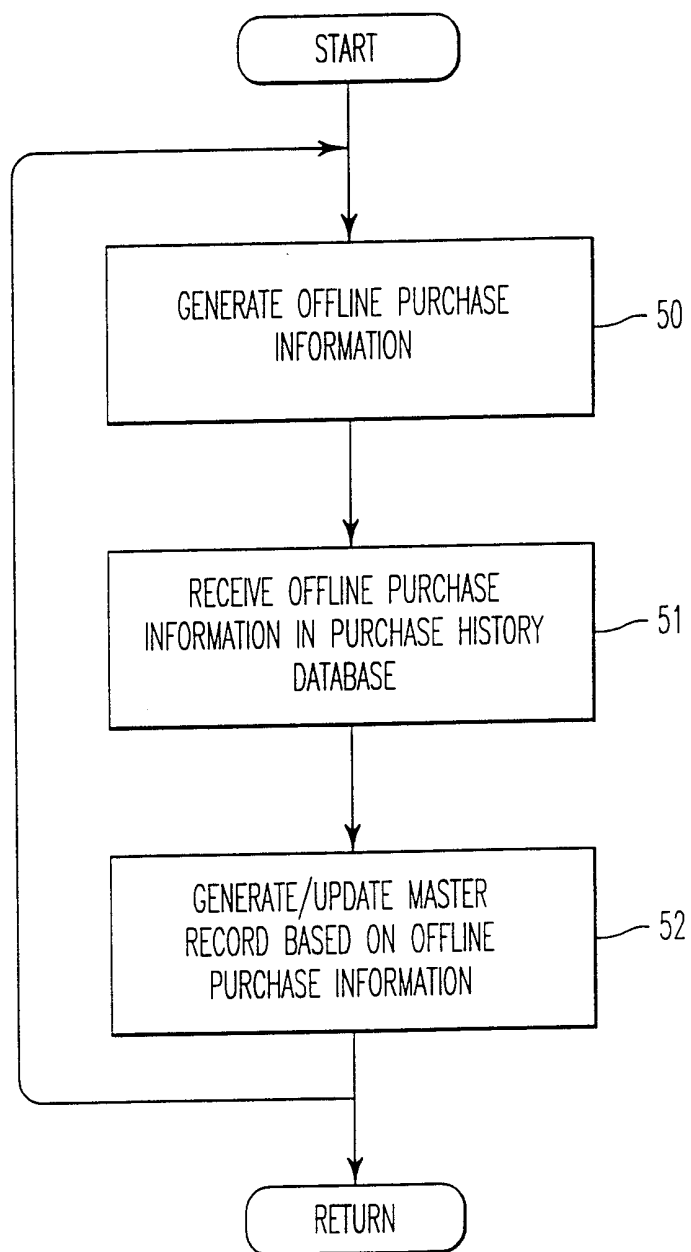 START
GENERATE OFFLINE PURCHASE
INFORMATION
50
RECEIVE OFFLINE PURCHASE
INFORMATION IN PURCHASE HISTORY
DATABASE
51
GENERATE/UPDATE MASTER
RECORD BASED ON OFFLINE
PURCHASE INFORMATION
52
RETURN